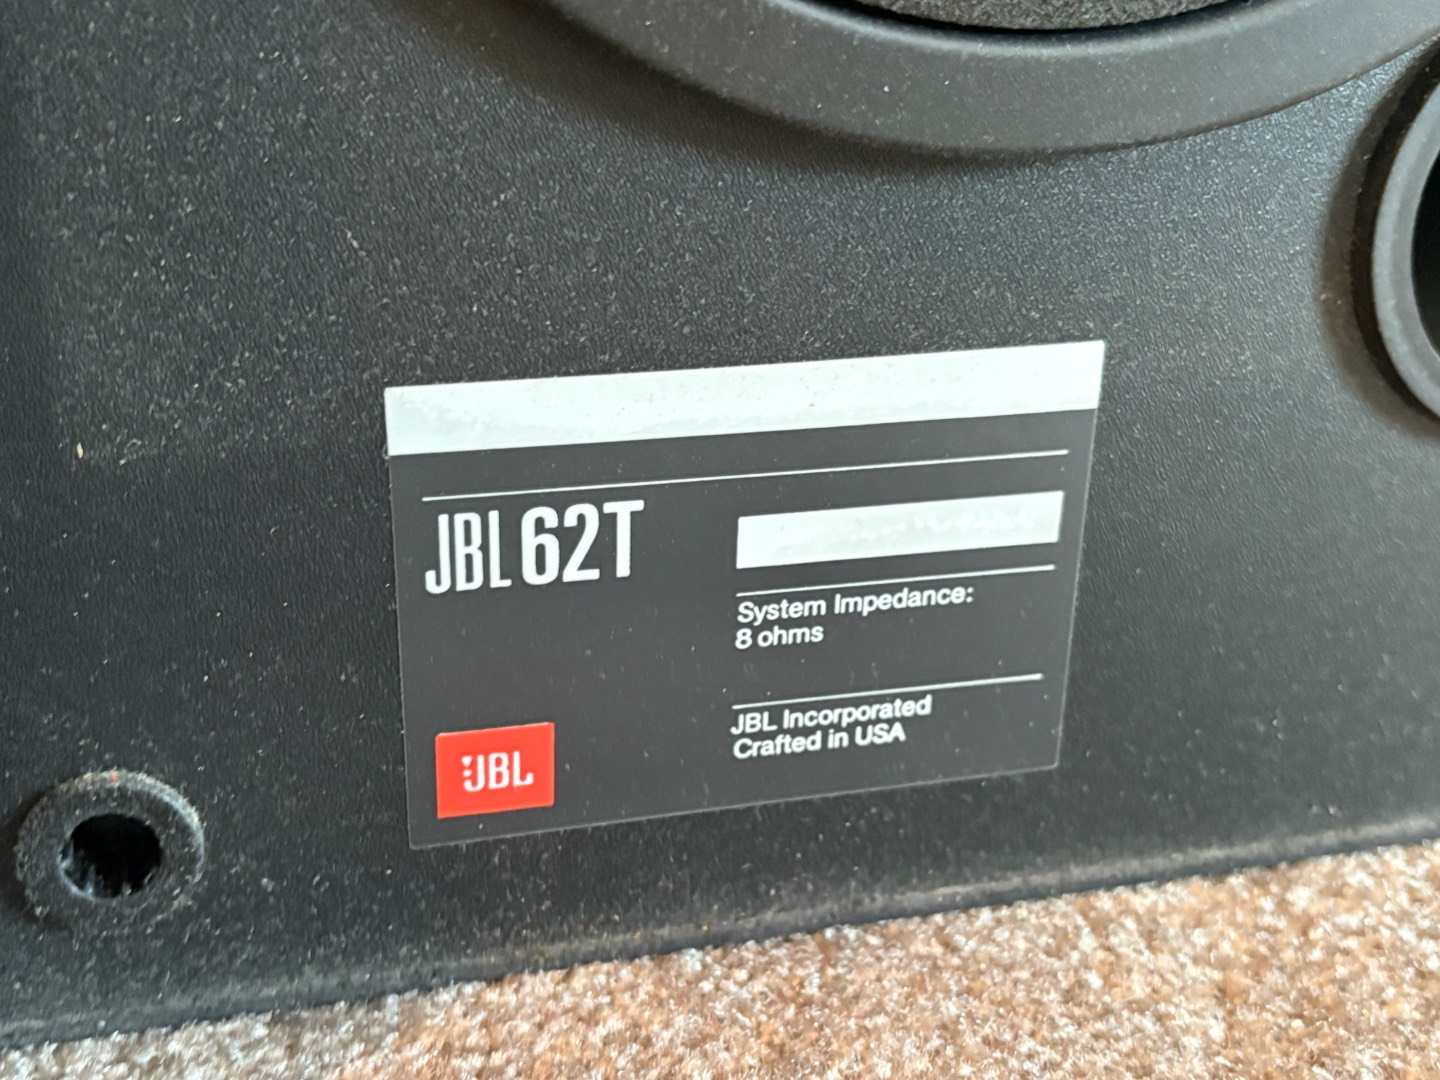 JBL 62T
System Impedance:
8 ohms
JBL Incorporated
Crafted in USA
JBL